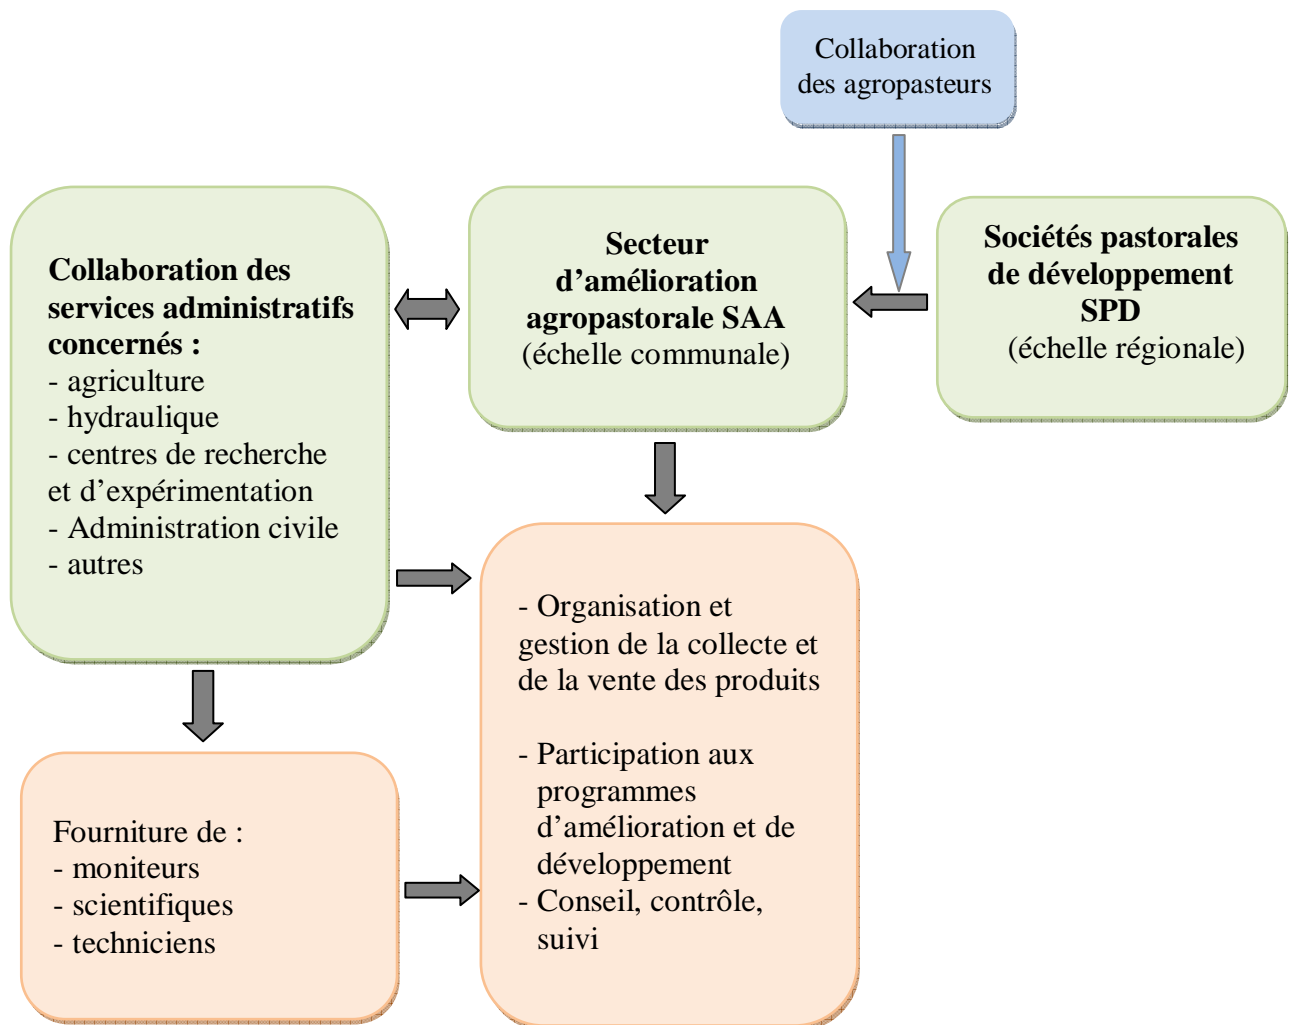 Collaboration
des agropasteurs
Collaboration des
services administratifs
concernés :
- agriculture
- hydraulique
- centres de recherche
et d’expérimentation
- Administration civile
- autres
Secteur
d’amélioration
agropastorale SAA
(échelle communale)
Sociétés pastorales
de développement
SPD
(échelle régionale)
Fourniture de :
- moniteurs
- scientifiques
- techniciens
- Organisation et
gestion de la collecte et
de la vente des produits
- Participation aux
programmes
d’amélioration et de
développement
- Conseil, contrôle,
suivi